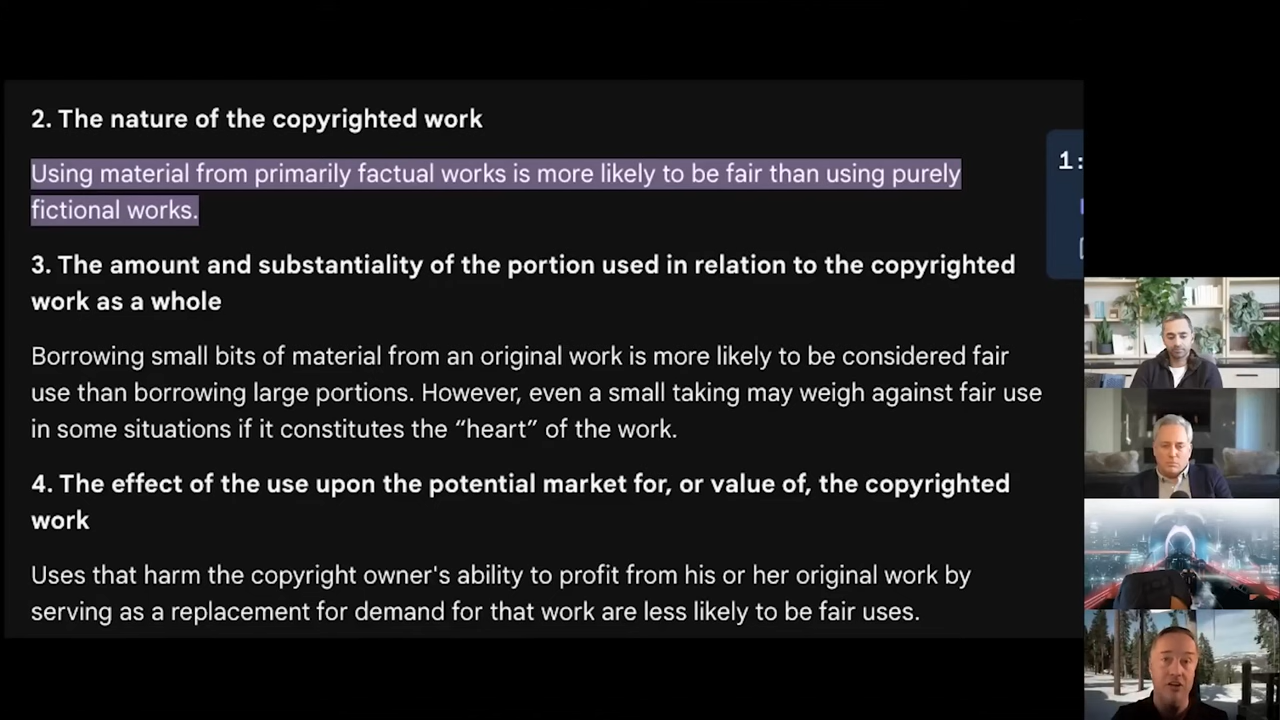 2. The nature of the copyrighted work
Using material from primarily factual works is more likely to be fair than using purely
fictional works.
3. The amount and substantiality of the portion used in relation to the copyrighted
work as a whole
Borrowing small bits of material from an original work is more likely to be considered fair
use than borrowing large portions. However, even a small taking may weigh against fair use
in some situations if it constitutes the “heart” of the work.
4. The effect of the use upon the potential market for, or value of, the copyrighted
work
Uses that harm the copyright owner's ability to profit from his or her original work by
serving as a replacement for demand for that work are less likely to be fair uses.
1: